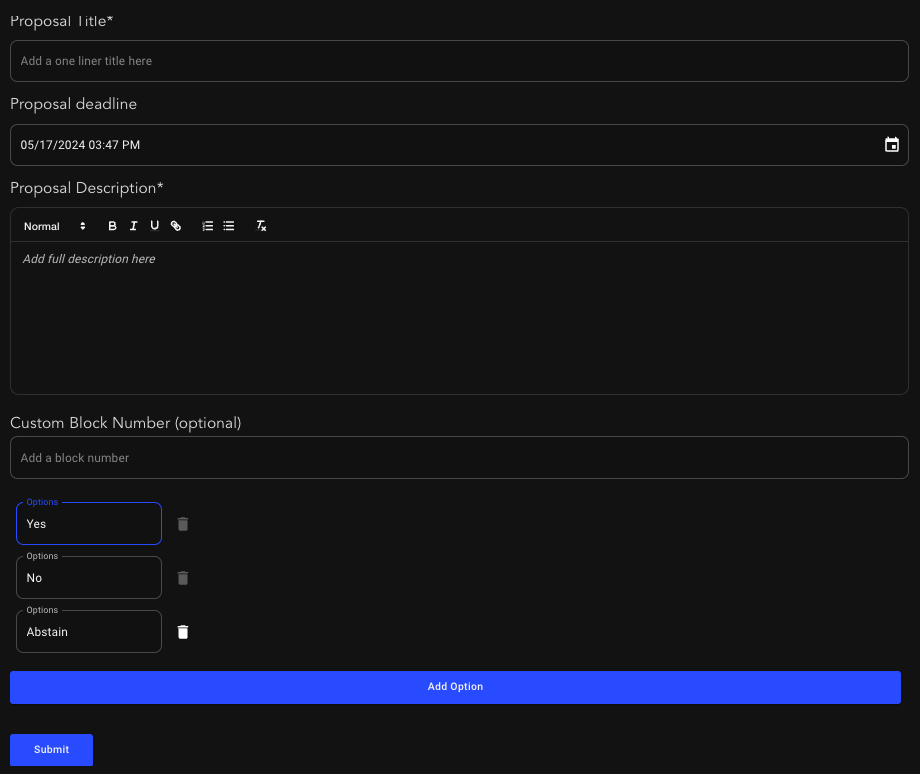 Proposal Title*
Add a one liner title here
Proposal deadline
05/17/2024 03:47 PM
Proposal Description*
Normal B I U
Add full description here
Custom Block Number (optional)
Add a block number
Options
Yes
Options
No
Options
Abstain
Add Option
Submit